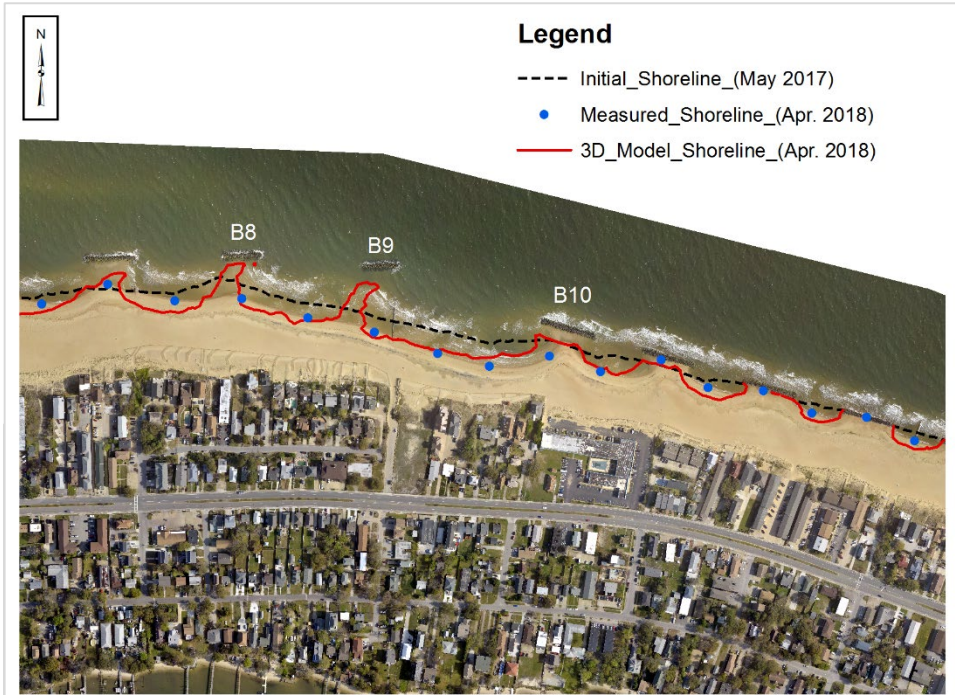 N
Legend
Initial_Shoreline_(May 2017)
Measured_Shoreline_(Apr. 2018)
3D_Model_Shoreline_(Apr. 2018)
B8
B9
B10